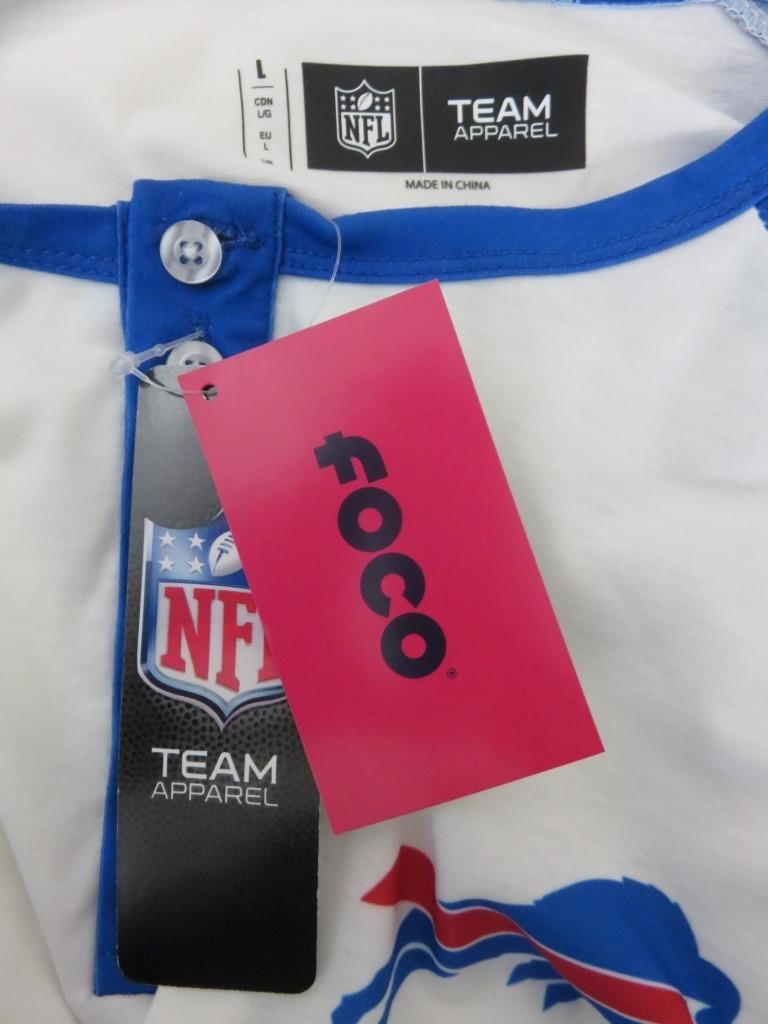 L
CDN
L/G
EU
L
NFL
TEAM
APPAREL
MADE IN CHINA
foco®
NFL
TEAM
APPAREL